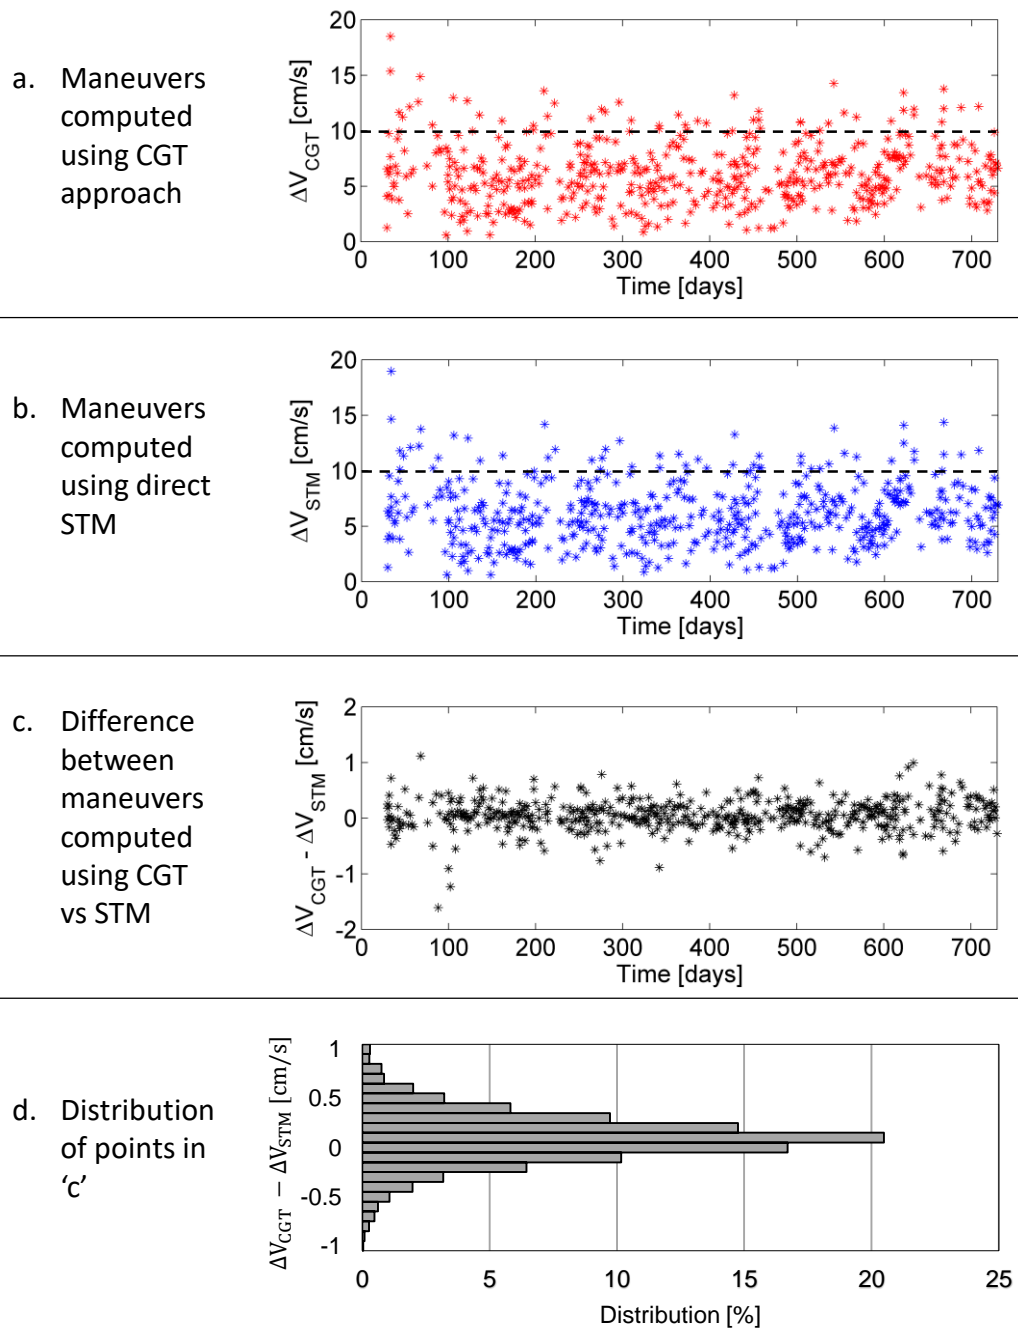 a. Maneuvers
computed
using CGT
approach
ΔV_CGT [cm/s]
20
15
10
5
0
0 100 200 300 400 500 600 700
Time [days]
b. Maneuvers
computed
using direct
STM
ΔV_STM [cm/s]
20
15
10
5
0
0 100 200 300 400 500 600 700
Time [days]
c. Difference
between
maneuvers
computed
using CGT
vs STM
ΔV_CGT - ΔV_STM [cm/s]
2
1
0
-1
-2
0 100 200 300 400 500 600 700
Time [days]
d. Distribution
of points in
‘c’
ΔV_CGT − ΔV_STM [cm/s]
1
0.5
0
-0.5
-1
0 5 10 15 20 25
Distribution [%]